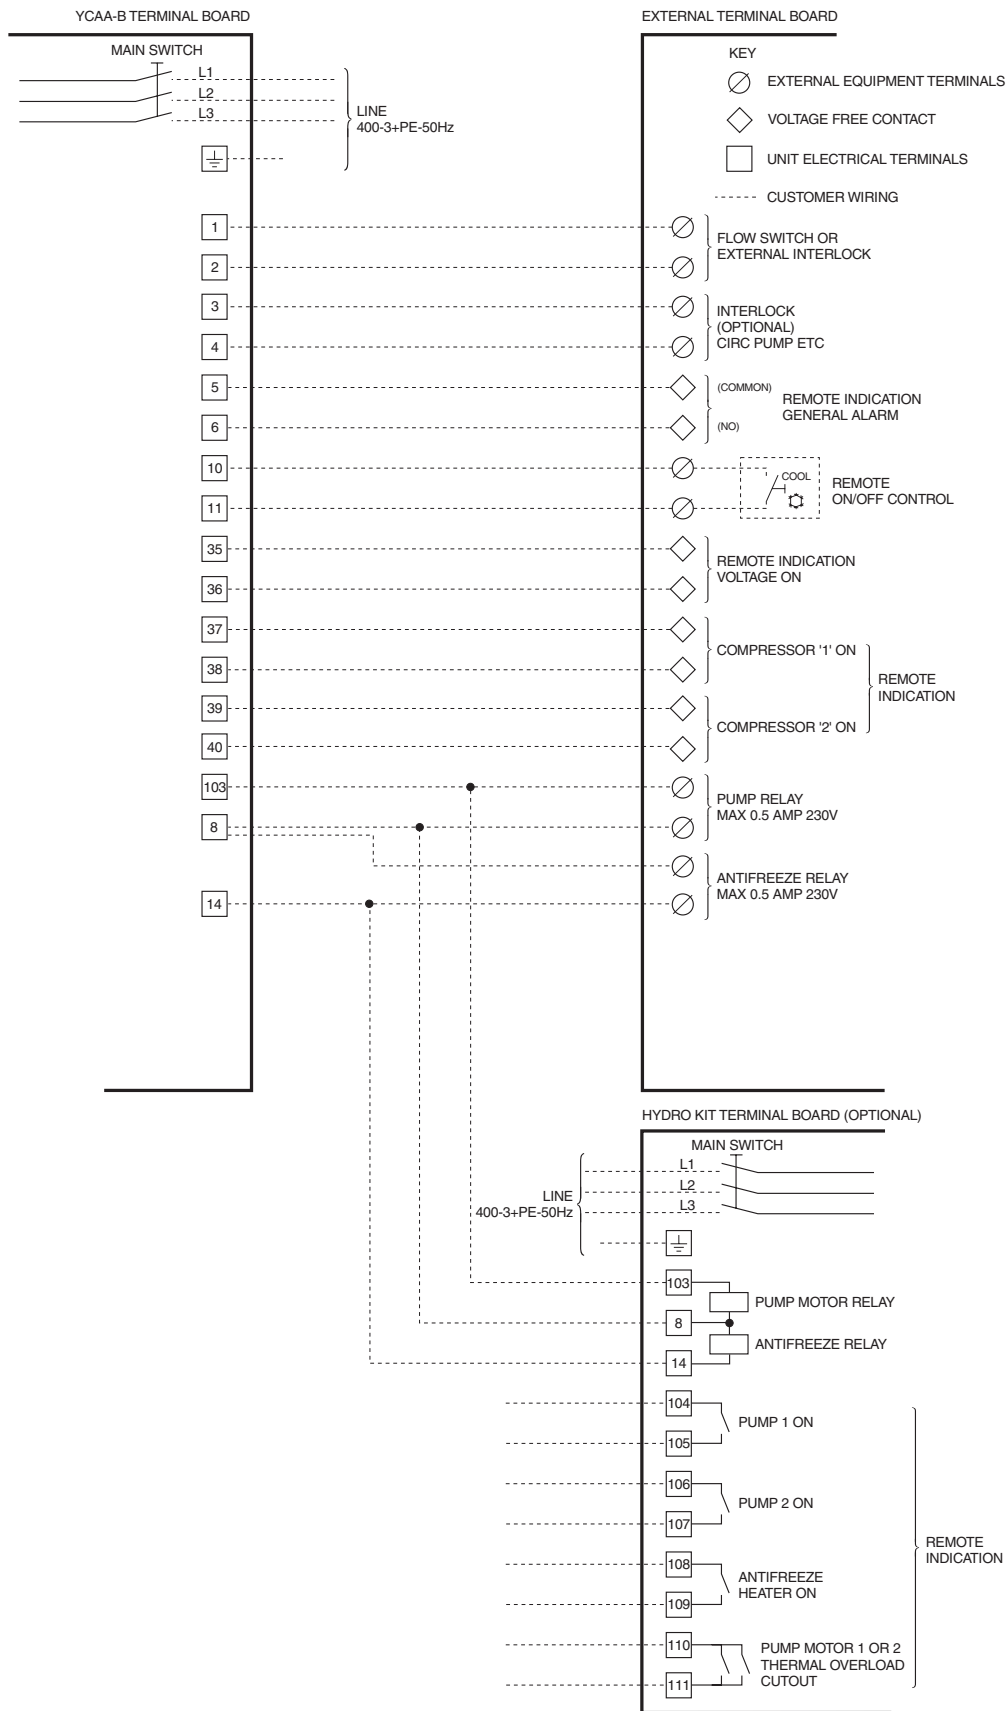 YCAA-B TERMINAL BOARD
EXTERNAL TERMINAL BOARD
MAIN SWITCH
L1
L2
L3
LINE
400-3+PE-50Hz
KEY
EXTERNAL EQUIPMENT TERMINALS
VOLTAGE FREE CONTACT
UNIT ELECTRICAL TERMINALS
CUSTOMER WIRING
1
2
FLOW SWITCH OR
EXTERNAL INTERLOCK
3
4
INTERLOCK
(OPTIONAL)
CIRC PUMP ETC
5
(COMMON)
6
(NO)
REMOTE INDICATION
GENERAL ALARM
10
11
COOL
REMOTE
ON/OFF CONTROL
35
36
REMOTE INDICATION
VOLTAGE ON
37
38
COMPRESSOR '1' ON
39
40
COMPRESSOR '2' ON
REMOTE
INDICATION
103
8
PUMP RELAY
MAX 0.5 AMP 230V
14
ANTIFREEZE RELAY
MAX 0.5 AMP 230V
HYDRO KIT TERMINAL BOARD (OPTIONAL)
MAIN SWITCH
L1
L2
L3
LINE
400-3+PE-50Hz
103
PUMP MOTOR RELAY
8
ANTIFREEZE RELAY
14
104
PUMP 1 ON
105
106
PUMP 2 ON
107
108
ANTIFREEZE
HEATER ON
109
110
PUMP MOTOR 1 OR 2
THERMAL OVERLOAD
CUTOUT
111
REMOTE
INDICATION